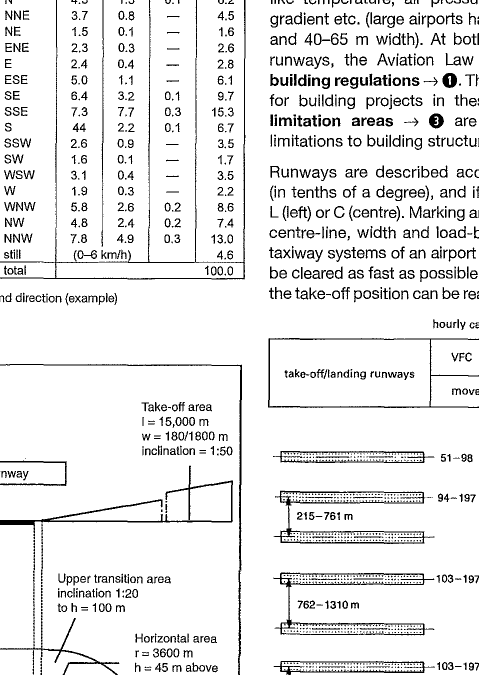 N 4.5 1.5 0.1 6.2
NNE 3.7 0.8 — 4.5
NE 1.5 0.1 — 1.6
ENE 2.3 0.3 — 2.6
E 2.4 0.4 — 2.8
ESE 5.0 1.1 — 6.1
SE 6.4 3.2 0.1 9.7
SSE 7.3 7.7 0.3 15.3
S 44 2.2 0.1 6.7
SSW 2.6 0.9 — 3.5
SW 1.6 0.1 — 1.7
WSW 3.1 0.4 — 3.5
W 1.9 0.3 — 2.2
WNW 5.8 2.6 0.2 8.6
NW 4.8 2.4 0.2 7.4
NNW 7.8 4.9 0.3 13.0
still (0–6 km/h) 4.6
total 100.0
nd direction (example)
like temperature, air pressu
gradient etc. (large airports ha
and 40–65 m width). At both
runways, the Aviation Law
building regulations → ❶. Th
for building projects in thes
limitation areas → ❸ are
limitations to building structur
Runways are described acc
(in tenths of a degree), and if
L (left) or C (centre). Marking an
centre-line, width and load-b
taxiway systems of an airport
be cleared as fast as possible
the take-off position can be rea
hourly ca
take-off/landing runways
VFC
move
Take-off area
l = 15,000 m
w = 180/1800 m
inclination = 1:50
nway
Upper transition area
inclination 1:20
to h = 100 m
Horizontal area
r = 3600 m
h = 45 m above
51–98
94–197
215–761 m
103–197
762–1310 m
103–197